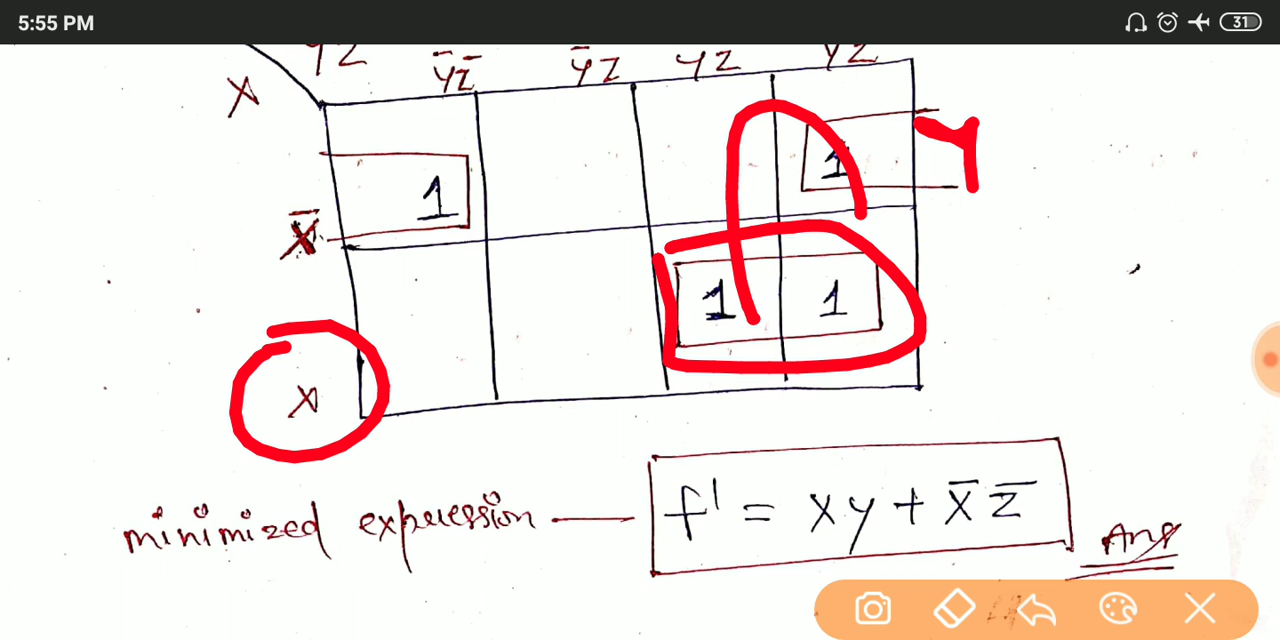 5:55 PM
31
YZ ȲZ̄ ȲZ YZ YZ̄
X
1
1
X̄
1 1
X
minimized expression — f' = xy + x̄ z̄
Ans